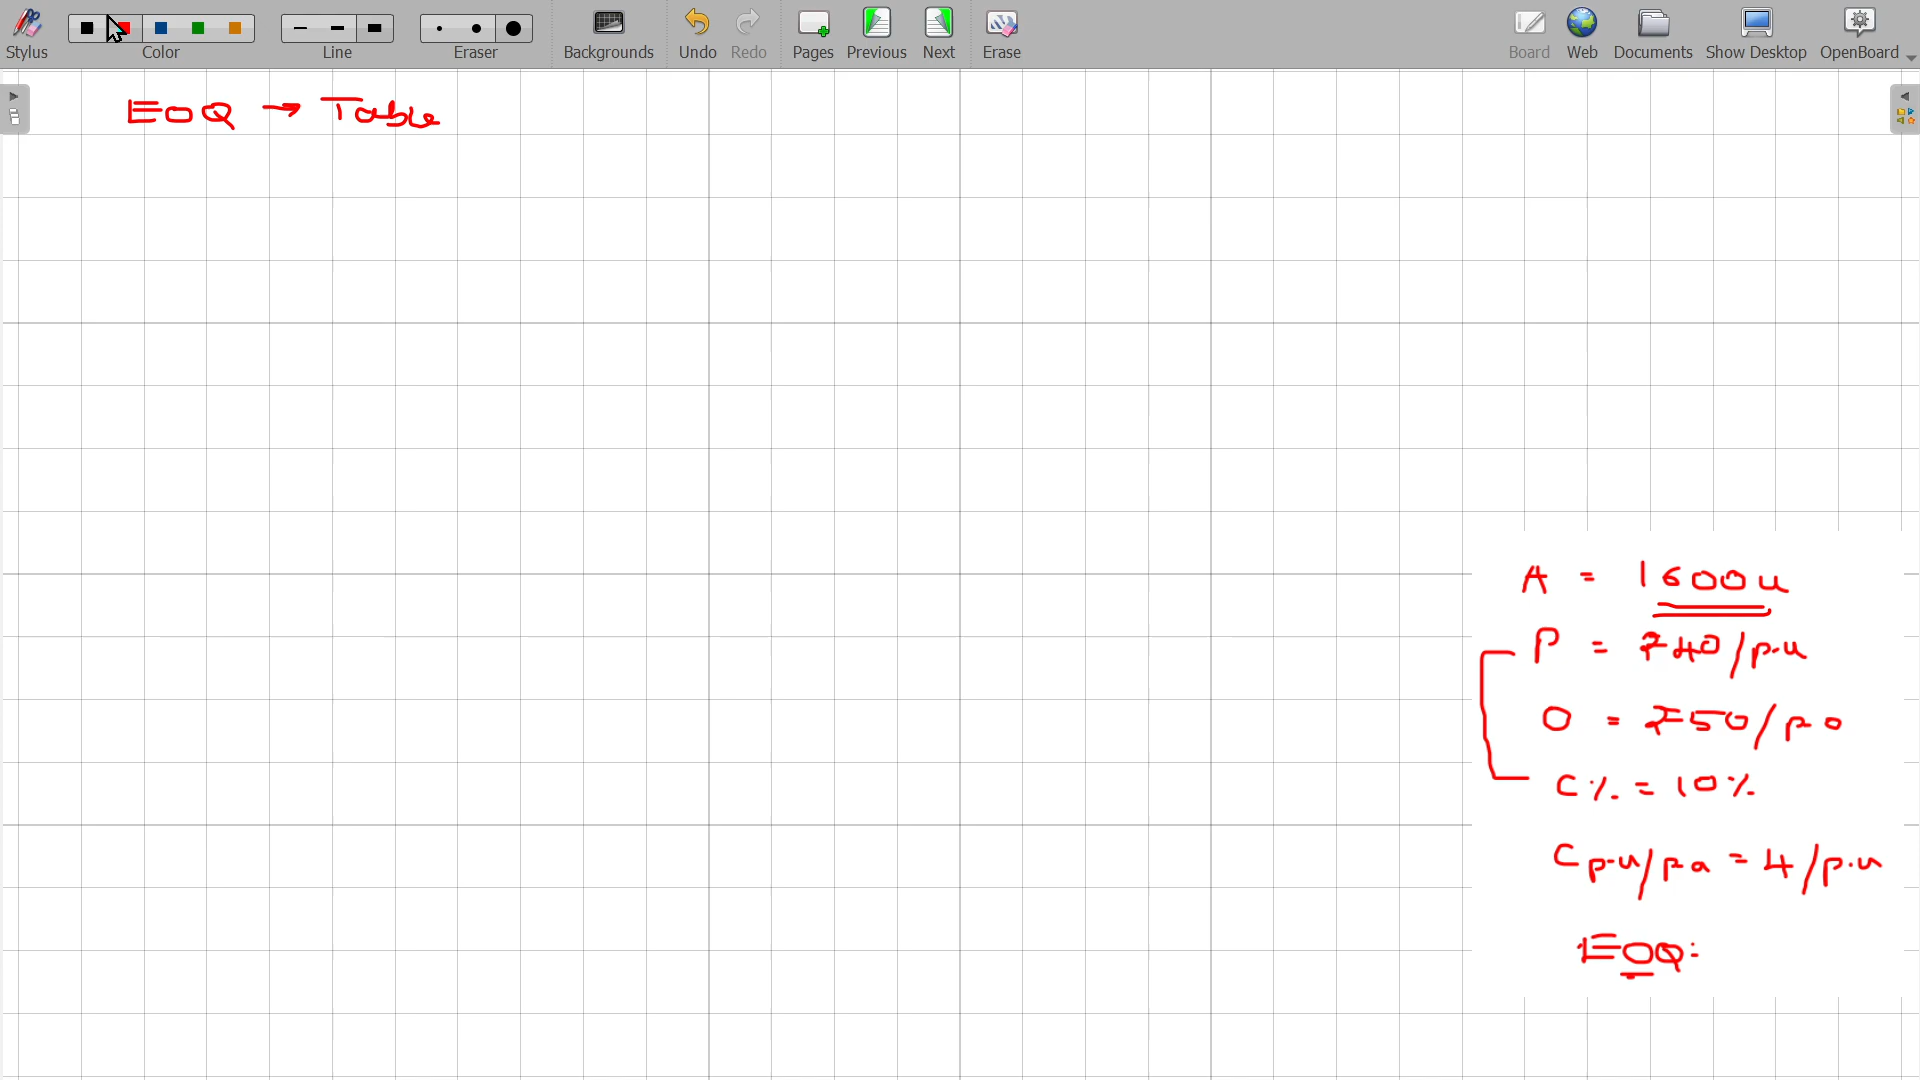 Stylus
Color
Line
Eraser
Backgrounds
Undo
Redo
Pages
Previous
Next
Erase
Board
Web
Documents
Show Desktop
OpenBoard
EOQ → Table
A = 1600u
P = ₹40/p.u
O = ₹50/p o
C%. = 10%
C p.u/p a = 4/p.u
EOQ: